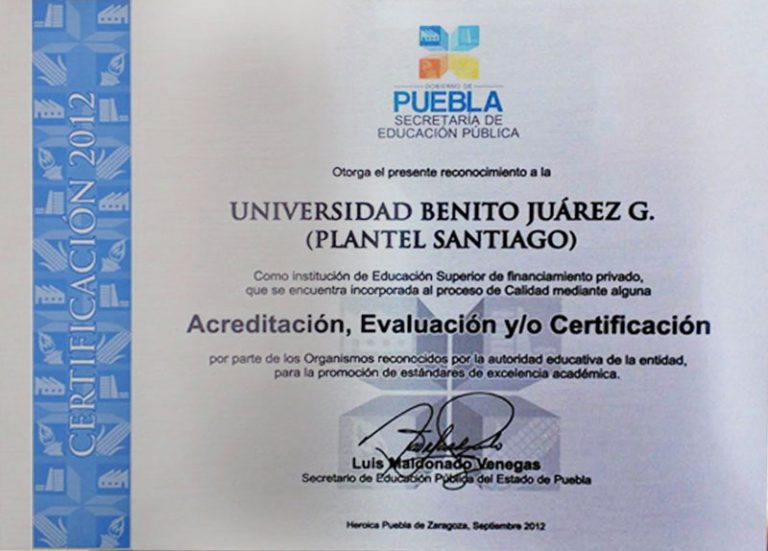 CERTIFICACIÓN 2012
GOBIERNO DE
PUEBLA
SECRETARÍA DE
EDUCACIÓN PÚBLICA
Otorga el presente reconocimiento a la
UNIVERSIDAD BENITO JUÁREZ G.
(PLANTEL SANTIAGO)
Como institución de Educación Superior de financiamiento privado,
que se encuentra incorporada al proceso de Calidad mediante alguna
Acreditación, Evaluación y/o Certificación
por parte de los Organismos reconocidos por la autoridad educativa de la entidad,
para la promoción de estándares de excelencia académica.
Luis Maldonado Venegas
Secretario de Educación Pública del Estado de Puebla
Heroica Puebla de Zaragoza, Septiembre 2012